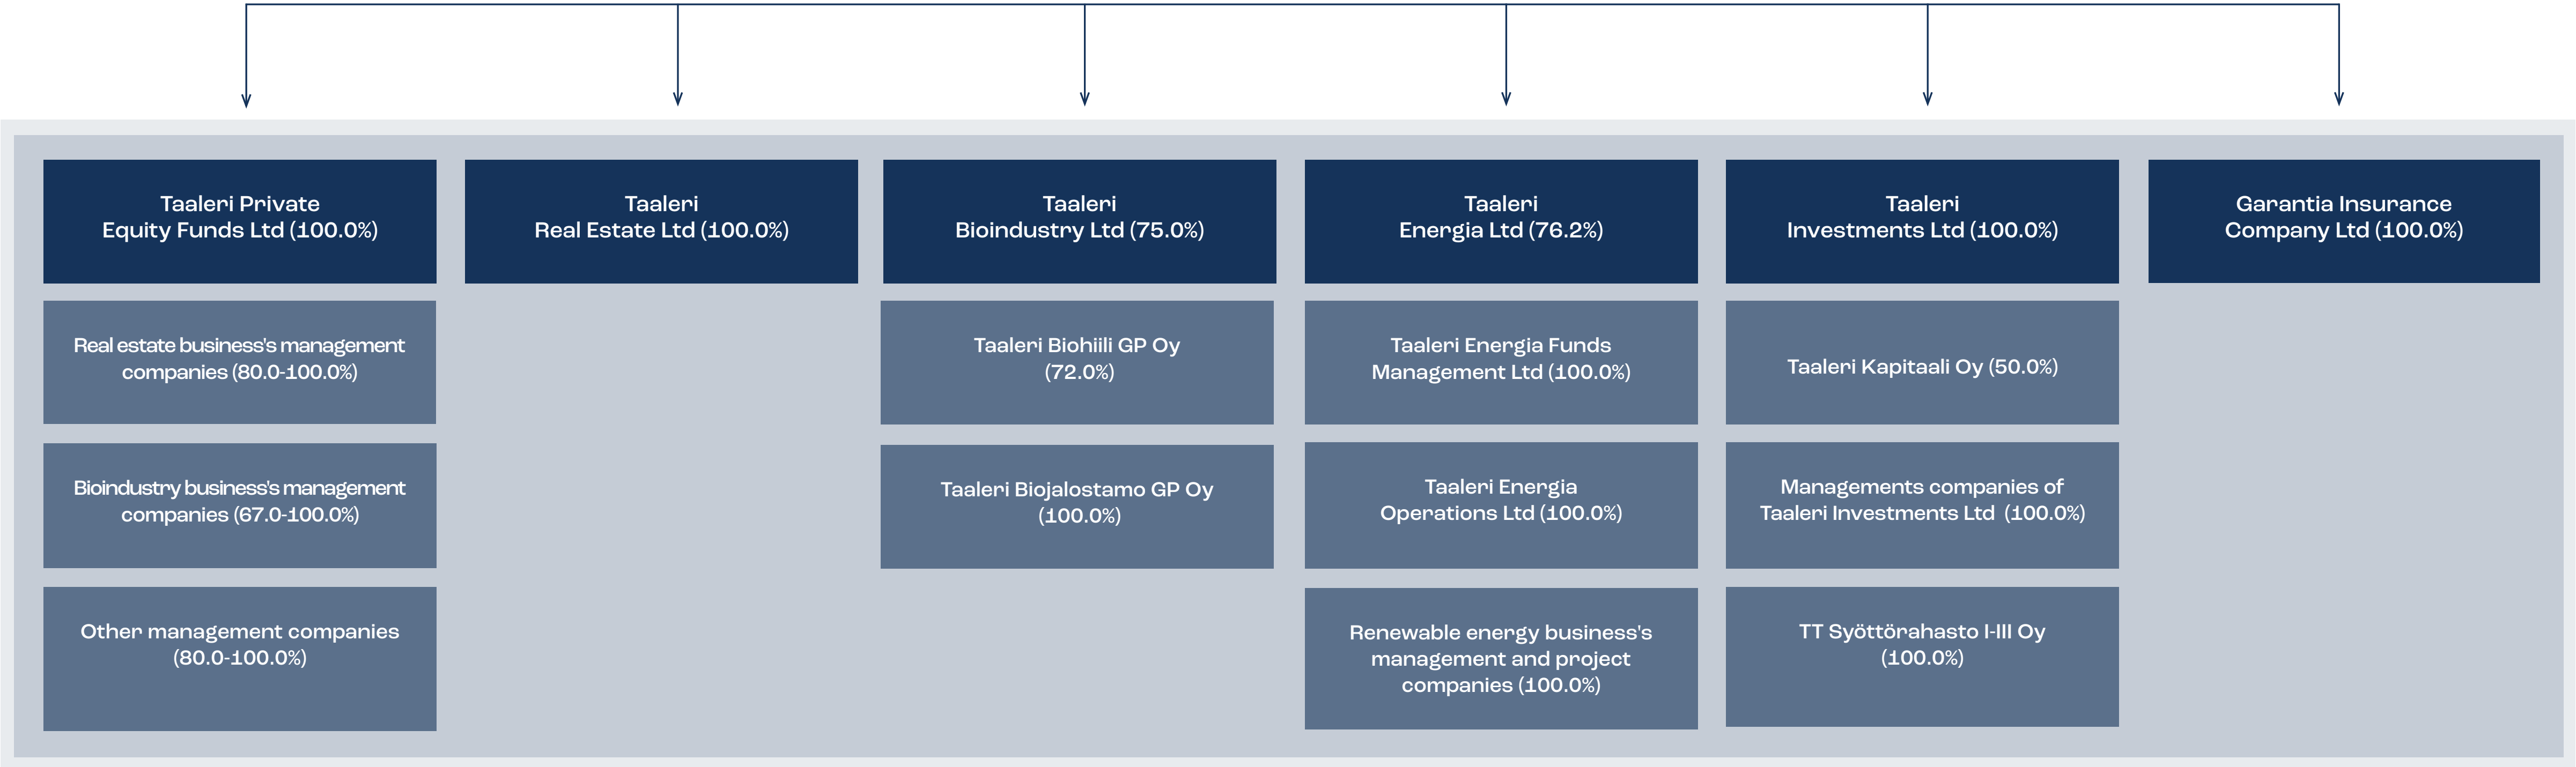 Taaleri Private
Equity Funds Ltd (100.0%)
Taaleri
Real Estate Ltd (100.0%)
Taaleri
Bioindustry Ltd (75.0%)
Taaleri
Energia Ltd (76.2%)
Taaleri
Investments Ltd (100.0%)
Garantia Insurance
Company Ltd (100.0%)
Real estate business's management
companies (80.0-100.0%)
Taaleri Biohiili GP Oy
(72.0%)
Taaleri Energia Funds
Management Ltd (100.0%)
Taaleri Kapitaali Oy (50.0%)
Bioindustry business's management
companies (67.0-100.0%)
Taaleri Biojalostamo GP Oy
(100.0%)
Taaleri Energia
Operations Ltd (100.0%)
Managements companies of
Taaleri Investments Ltd (100.0%)
Other management companies
(80.0-100.0%)
Renewable energy business's
management and project
companies (100.0%)
TT Syöttörahasto I-III Oy
(100.0%)